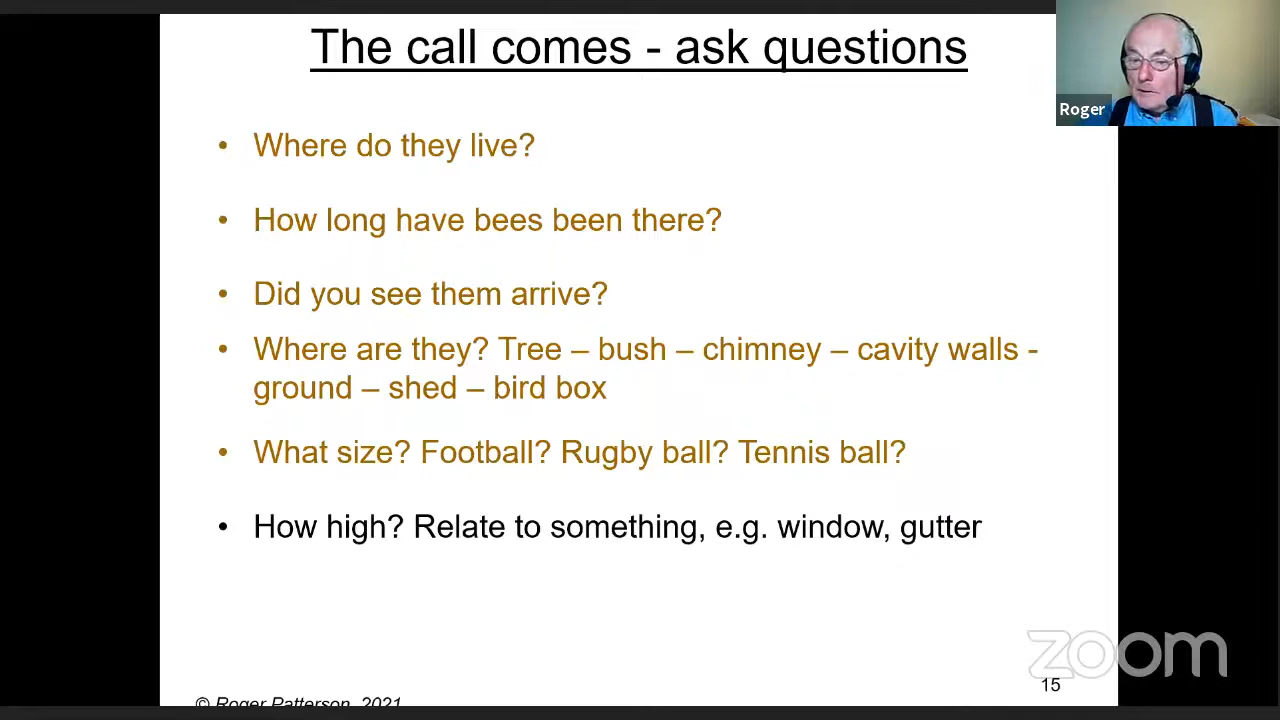 The call comes - ask questions
Roger
• Where do they live?
• How long have bees been there?
• Did you see them arrive?
• Where are they? Tree – bush – chimney – cavity walls -
ground – shed – bird box
• What size? Football? Rugby ball? Tennis ball?
• How high? Relate to something, e.g. window, gutter
zoom
15
© Roger Patterson, 2021